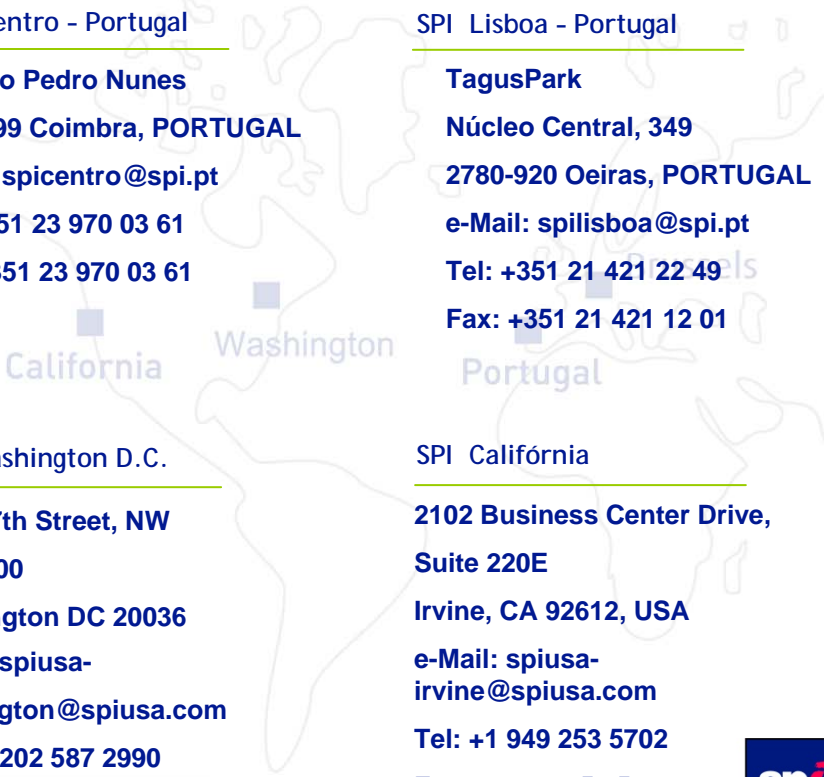 entro – Portugal
o Pedro Nunes
99 Coimbra, PORTUGAL
spicentro@spi.pt
51 23 970 03 61
351 23 970 03 61
SPI Lisboa – Portugal
TagusPark
Núcleo Central, 349
2780-920 Oeiras, PORTUGAL
e-Mail: spilisboa@spi.pt
Tel: +351 21 421 22 49
Fax: +351 21 421 12 01
Brussels
Washington
California
Portugal
shington D.C.
7th Street, NW
00
gton DC 20036
spiusa-
gton@spiusa.com
202 587 2990
SPI Califórnia
2102 Business Center Drive,
Suite 220E
Irvine, CA 92612, USA
e-Mail: spiusa-
irvine@spiusa.com
Tel: +1 949 253 5702